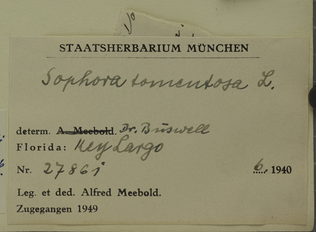 STAATSHERBARIUM MÜNCHEN
Sophora tomentosa L.
determ. A. Meebold. Dr. Buswell
Florida: Key Largo
Nr. 27861 6. 1940
Leg. et ded. Alfred Meebold.
Zugegangen 1949